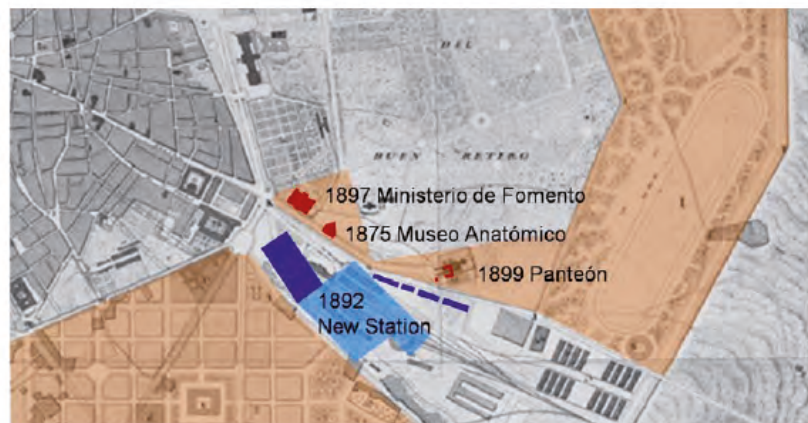 DEL
BUEN RETIRO
1897 Ministerio de Fomento
1875 Museo Anatómico
1899 Panteón
1892
New Station